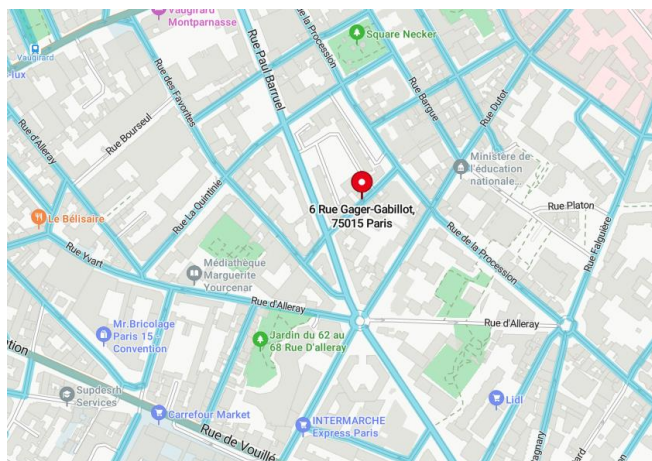 Vaugirard
Montparnasse
Square Necker
Vaugirard
-lux
Rue des Favorites
Rue Paul Barruel
Rue de la Procession
Rue Bargue
Rue Dutot
Rue d'Alleray
Rue Bourseul
Ministère de
l'éducation
nationale...
6 Rue Gager-Gabillot,
75015 Paris
Rue Platon
Le Bélisaire
Rue La Quintinie
Rue Falguière
Rue Yvart
Médiathèque
Marguerite
Yourcenar
Rue de la Procession
Rue d'Alleray
Rue d'Alleray
Mr.Bricolage
Paris 15
Convention
Jardin du 62 au
68 Rue D'alleray
ntion
Supdesrh
Services
Lidl
Carrefour Market
INTERMARCHE
Express Paris
Rue de Vouillé